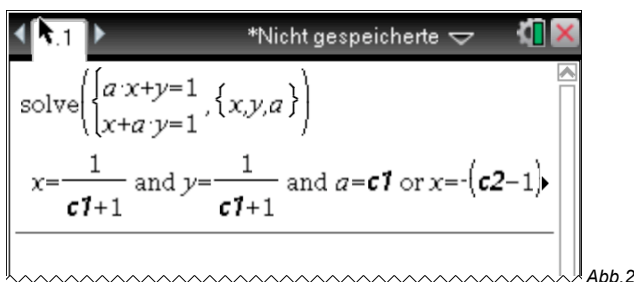 .1 *Nicht gespeicherte
solve({a·x+y=1 x+a·y=1 ,{x,y,a})
x=1/(c1+1) and y=1/(c1+1) and a=c1 or x=-(c2-1)
Abb.2